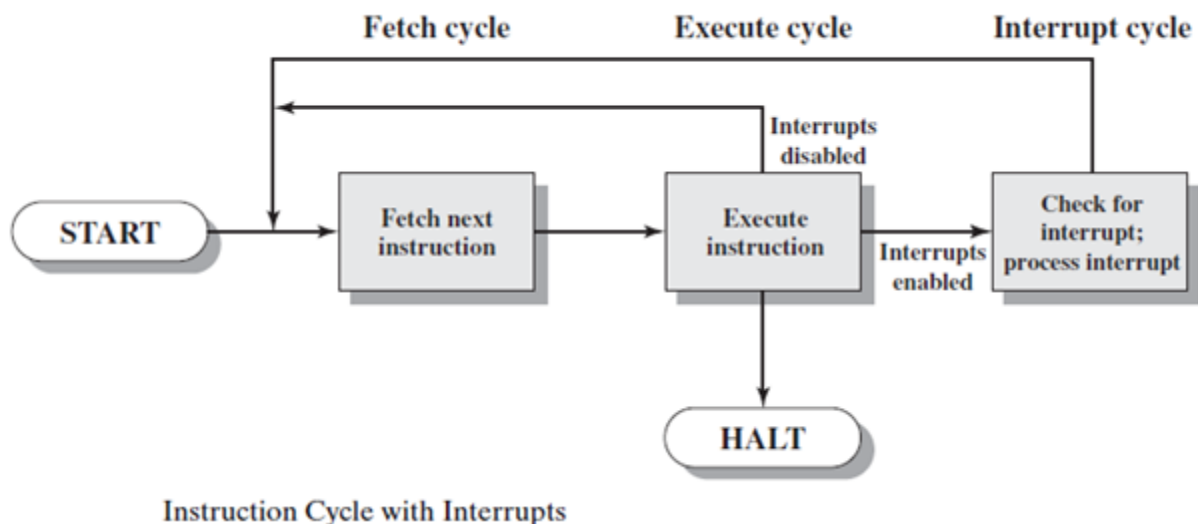 Fetch cycle
Execute cycle
Interrupt cycle
Interrupts
disabled
START
Fetch next
instruction
Execute
instruction
Interrupts
enabled
Check for
interrupt;
process interrupt
HALT
Instruction Cycle with Interrupts